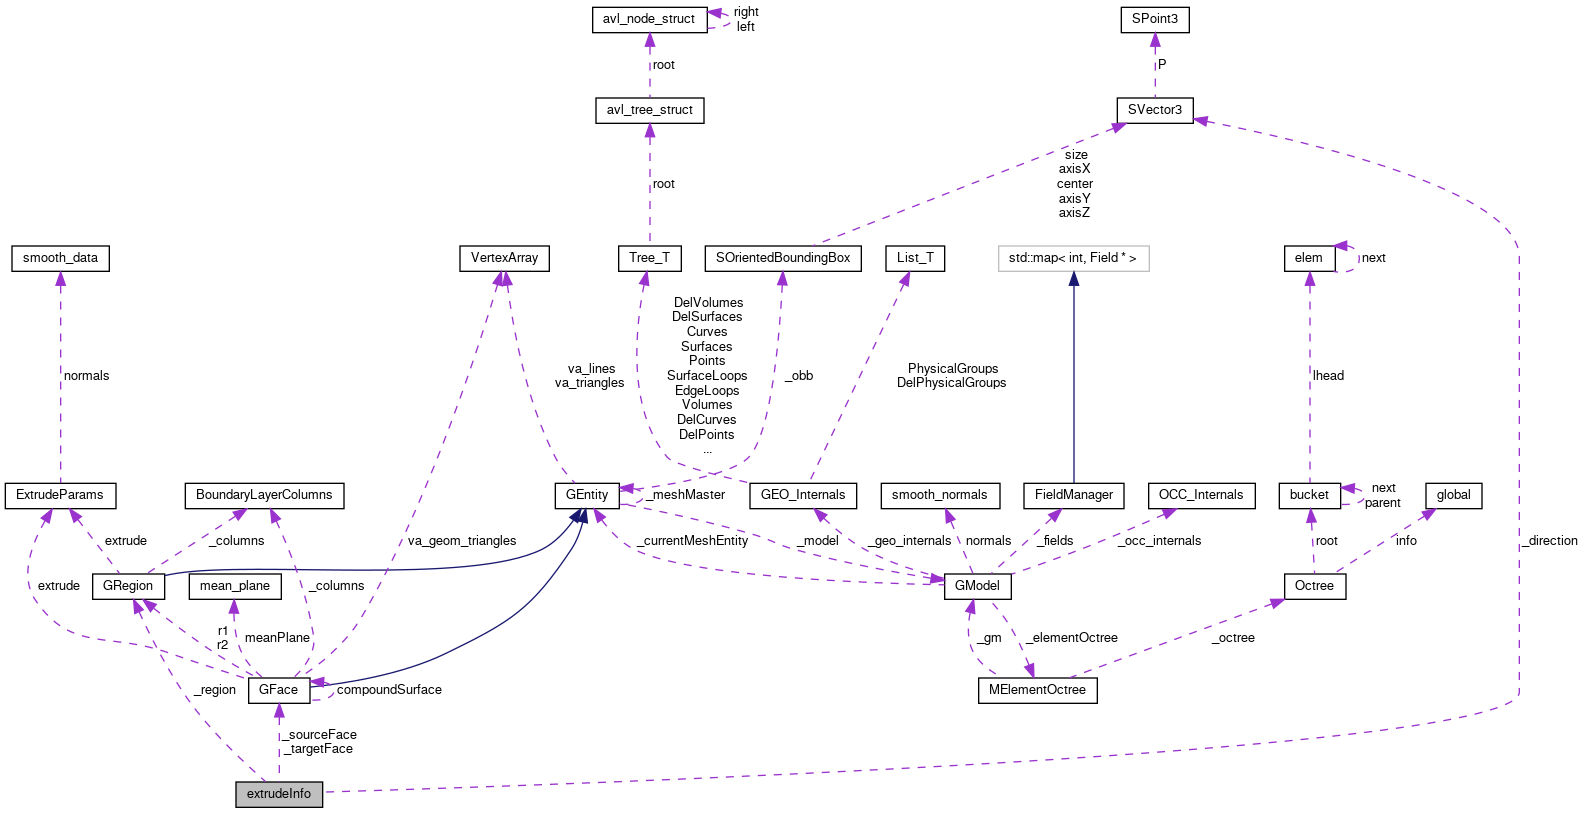 avl_node_struct
right
left
SPoint3
root
P
avl_tree_struct
SVector3
size
axisX
center
axisY
axisZ
root
smooth_data
VertexArray
Tree_T
SOrientedBoundingBox
List_T
std::map< int, Field * >
elem
next
DelVolumes
DelSurfaces
Curves
Surfaces
Points
SurfaceLoops
EdgeLoops
Volumes
DelCurves
DelPoints
...
normals
va_lines
va_triangles
_obb
PhysicalGroups
DelPhysicalGroups
lhead
ExtrudeParams
BoundaryLayerColumns
GEntity
_meshMaster
GEO_Internals
smooth_normals
FieldManager
OCC_Internals
bucket
next
parent
global
extrude
_columns
va_geom_triangles
_currentMeshEntity
_model
_geo_internals
normals
_fields
_occ_internals
root
info
_direction
extrude
GRegion
mean_plane
_columns
GModel
Octree
r1
r2
meanPlane
_gm
_elementOctree
_octree
_region
GFace
compoundSurface
MElementOctree
_sourceFace
_targetFace
extrudeInfo